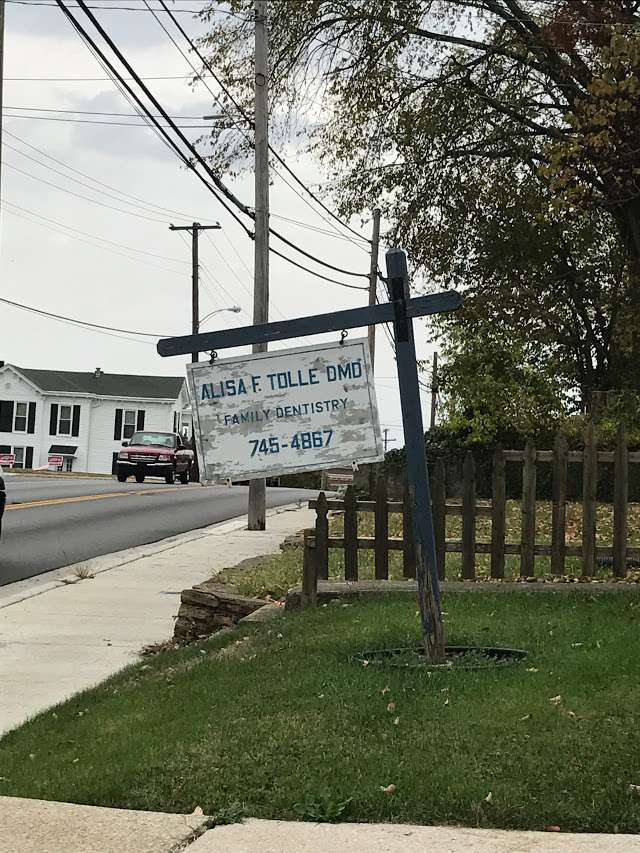 ALISA F. TOLLE DMD
FAMILY DENTISTRY
745-4867